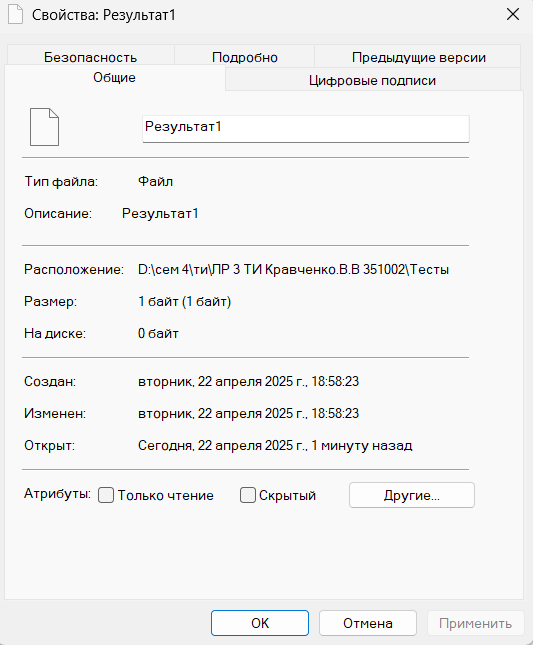 Свойства: Результат1
Безопасность Подробно Предыдущие версии
Общие Цифровые подписи
Результат1
Тип файла: Файл
Описание: Результат1
Расположение: D:\сем 4\ти\ПР 3 ТИ Кравченко.В.В 351002\Тесты
Размер: 1 байт (1 байт)
На диске: 0 байт
Создан: вторник, 22 апреля 2025 г., 18:58:23
Изменен: вторник, 22 апреля 2025 г., 18:58:23
Открыт: Сегодня, 22 апреля 2025 г., 1 минуту назад
Атрибуты: Только чтение Скрытый Другие...
OK Отмена Применить